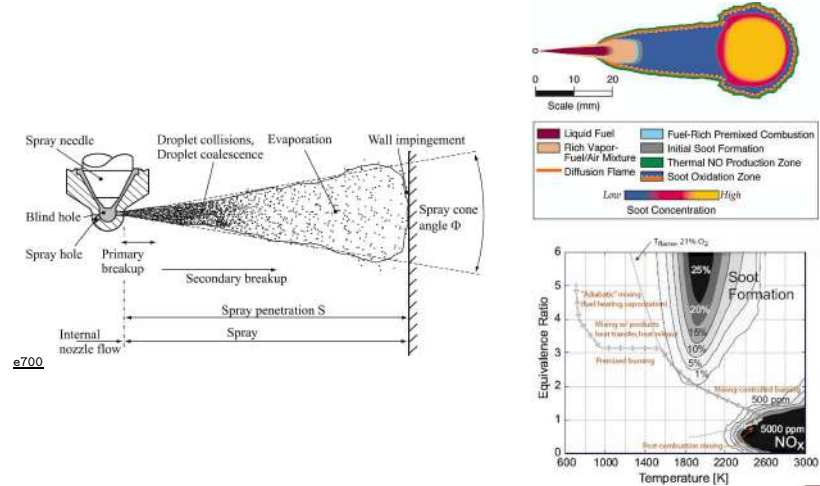 Spray needle
Droplet collisions,
Droplet coalescence
Evaporation
Wall impingement
Blind hole
Spray hole
Spray cone
angle Φ
Primary
breakup
Secondary breakup
Spray penetration S
Internal
nozzle flow
Spray
e700
0 10 20
Scale (mm)
Liquid Fuel
Rich Vapor-
Fuel/Air Mixture
Diffusion Flame
Fuel-Rich Premixed Combustion
Initial Soot Formation
Thermal NO Production Zone
Soot Oxidation Zone
Low High
Soot Concentration
Tflame, 21% O2
Equivalence Ratio
6
5
4
3
2
1
0
25%
20%
15%
10%
5%
1%
Soot
Formation
"Adiabatic" mixing
(fuel heating, vaporization)
Mixing w/ products
heat transfer, heat release
Premixed burning
Mixing controlled burning
500 ppm
5000 ppm
NOx
Post-combustion mixing
600 1000 1400 1800 2200 2600 3000
Temperature [K]